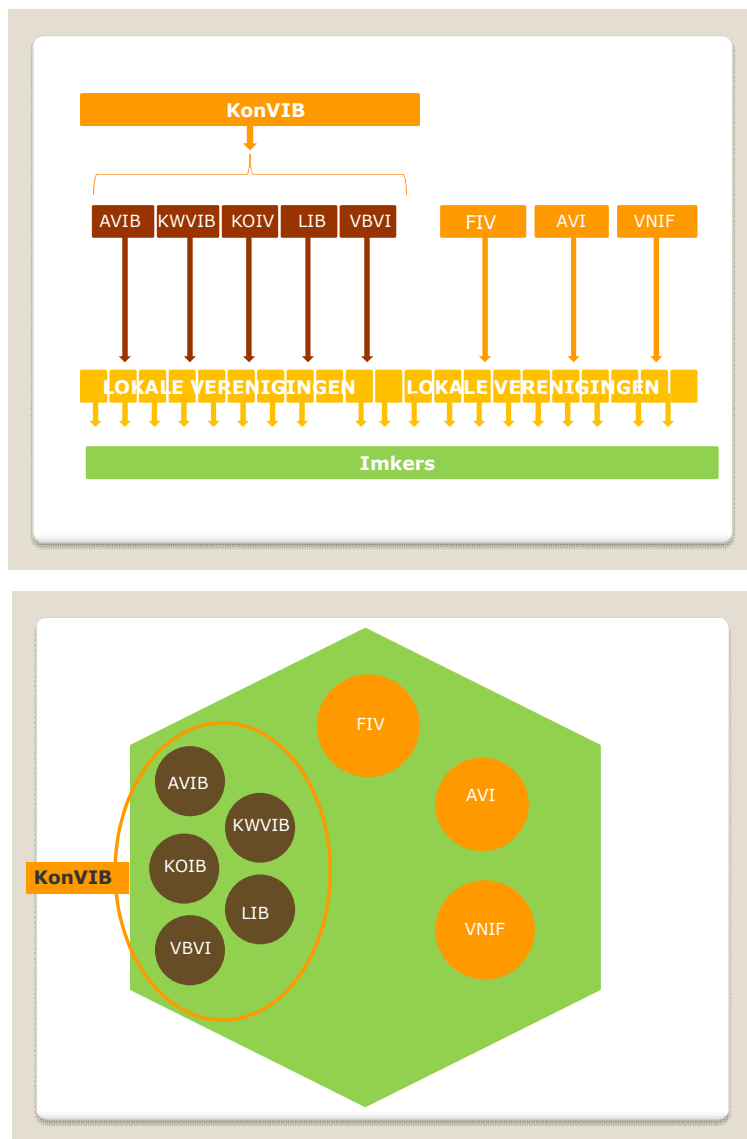 KonVIB
AVIB KWVIB KOIV LIB VBVI FIV AVI VNIF
LOKALE VERENIGINGEN LOKALE VERENIGINGEN
Imkers
FIV
AVIB
AVI
KWVIB
KOIB
KonVIB
LIB
VNIF
VBVI